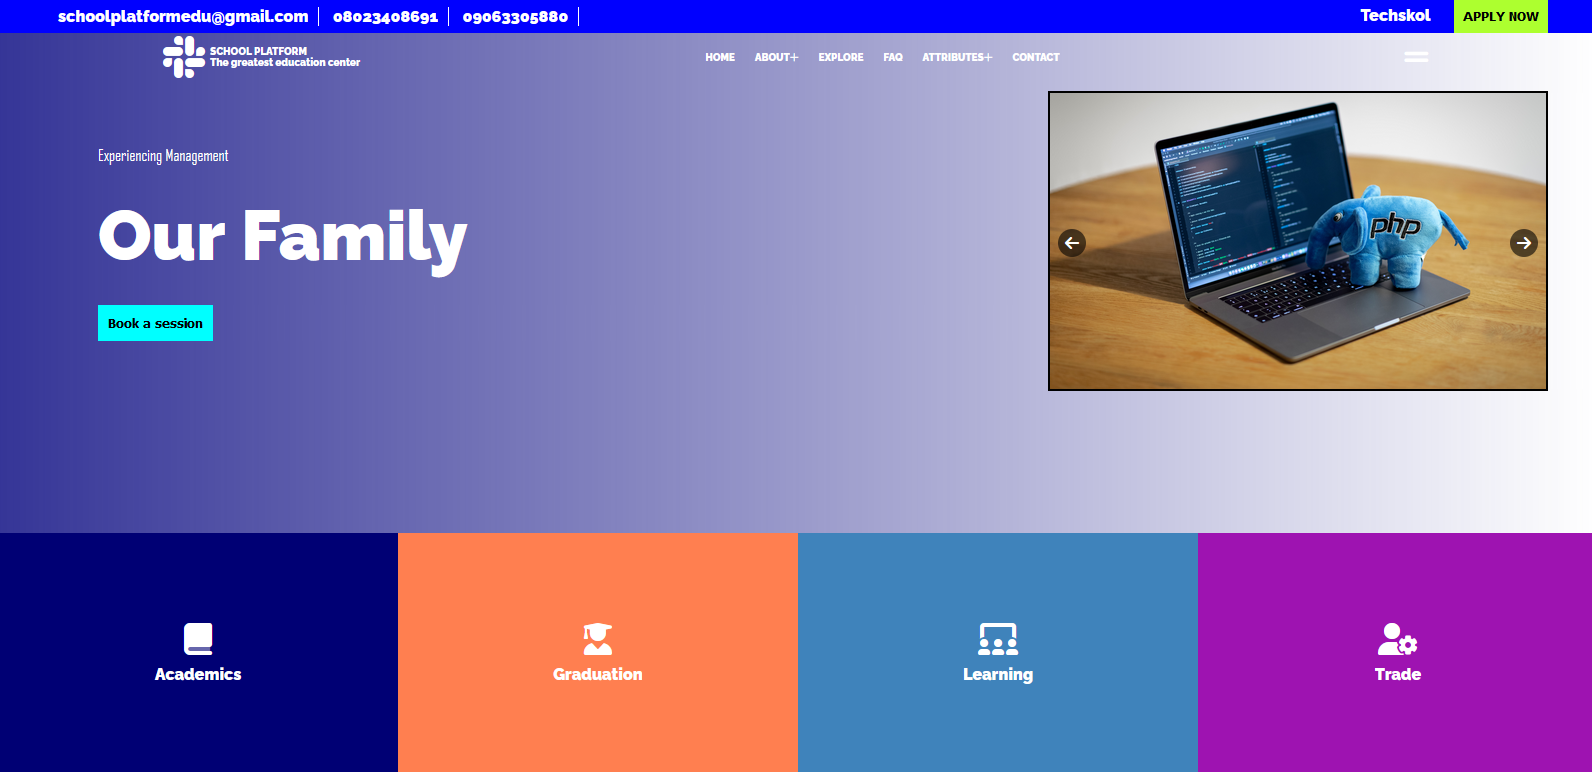 schoolplatformedu@gmail.com 08023408691 09063305880 Techskol APPLY NOW
SCHOOL PLATFORM
The greatest education center
HOME ABOUT+ EXPLORE FAQ ATTRIBUTES+ CONTACT
Experiencing Management
Our Family
Book a session
php
Academics Graduation Learning Trade